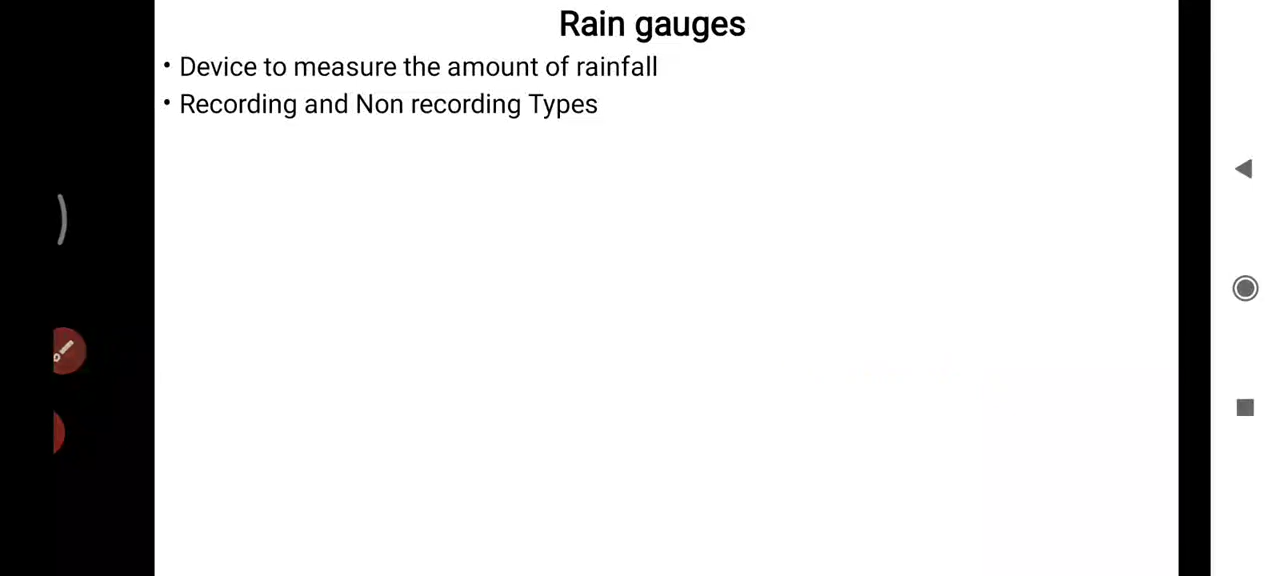 Rain gauges
• Device to measure the amount of rainfall
• Recording and Non recording Types